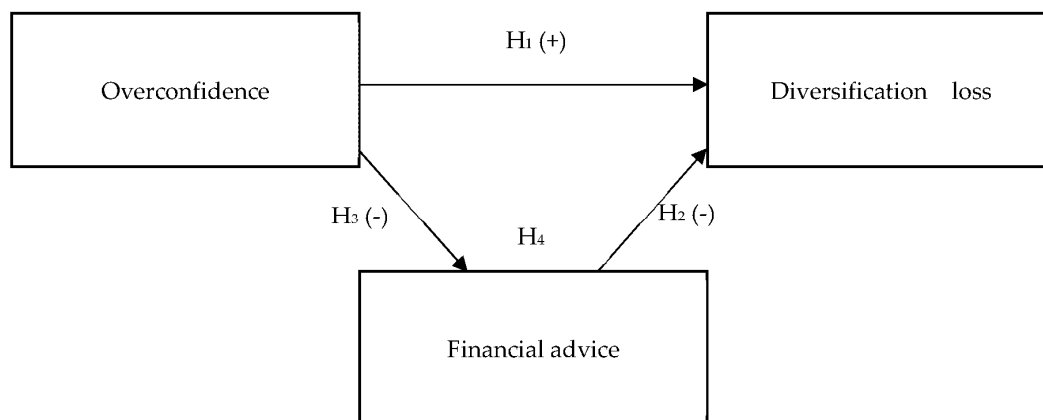 H₁ (+)
Overconfidence
Diversification loss
H₃ (-)
H₂ (-)
H₄
Financial advice